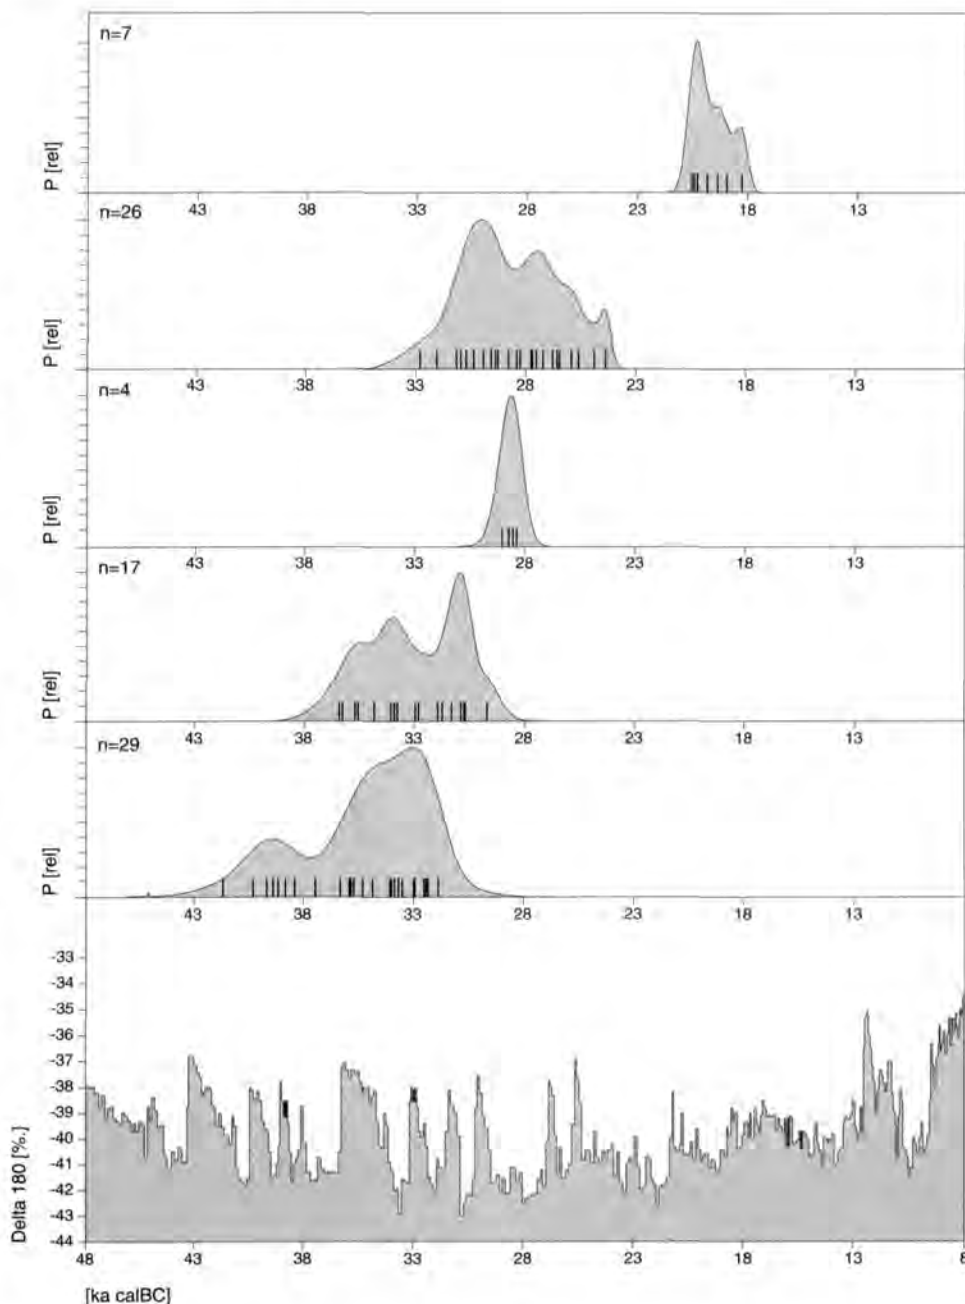 n=7
P [rel]
43 38 33 28 23 18 13
n=26
P [rel]
43 38 33 28 23 18 13
n=4
P [rel]
43 38 33 28 23 18 13
n=17
P [rel]
43 38 33 28 23 18 13
n=29
P [rel]
43 38 33 28 23 18 13
-33
-34
-35
-36
-37
-38
-39
-40
-41
-42
-43
-44
Delta 180 [%.]
48 43 38 33 28 23 18 13 8
[ka calBC]